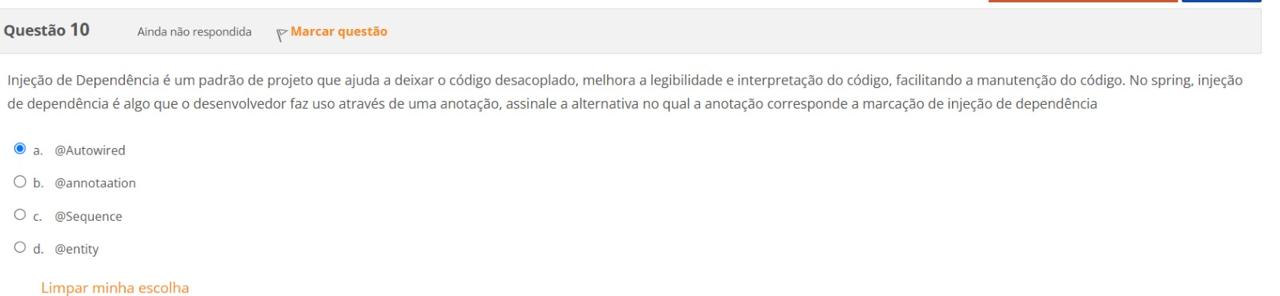 Questão 10 Ainda não respondida Marcar questão
Injeção de Dependência é um padrão de projeto que ajuda a deixar o código desacoplado, melhora a legibilidade e interpretação do código, facilitando a manutenção do código. No spring, injeção
de dependência é algo que o desenvolvedor faz uso através de uma anotação, assinale a alternativa no qual a anotação corresponde a marcação de injeção de dependência
a. @Autowired
b. @annotaation
c. @Sequence
d. @entity
Limpar minha escolha